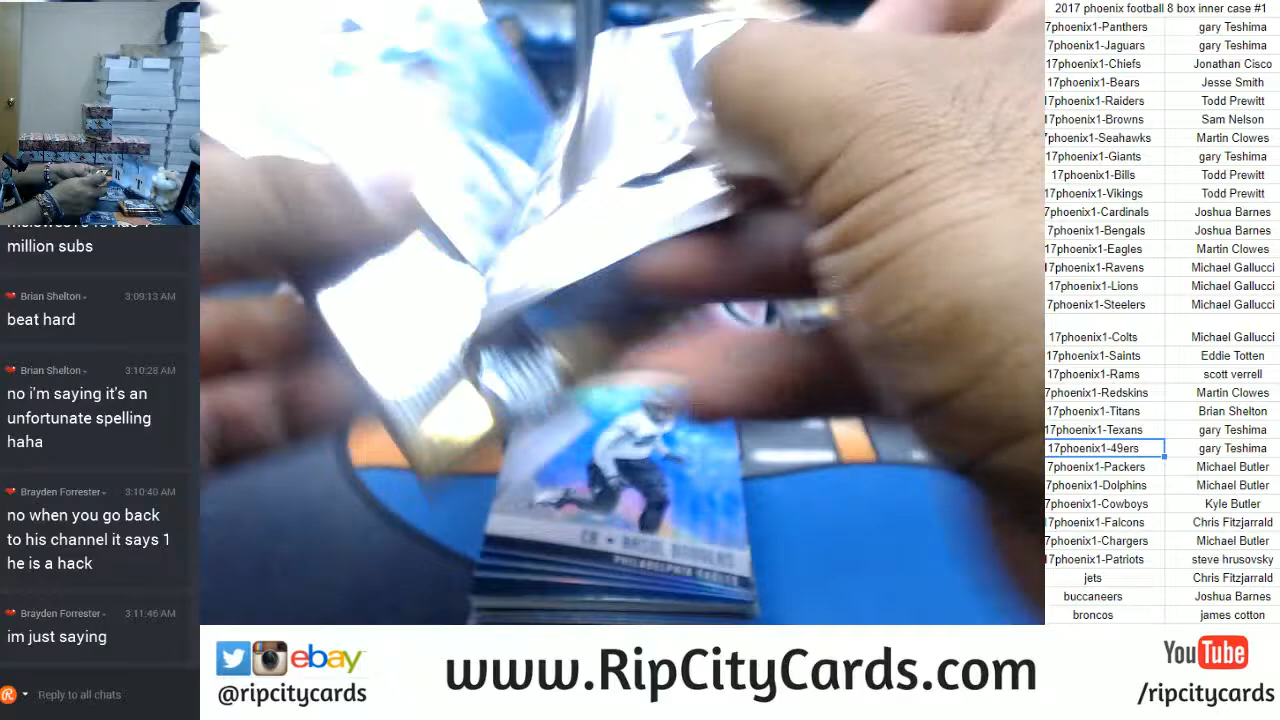 million subs
Brian Shelton
3:09:13 AM
beat hard
Brian Shelton
3:10:28 AM
no i'm saying it's an
unfortunate spelling
haha
Brayden Forrester
3:10:40 AM
no when you go back
to his channel it says 1
he is a hack
Brayden Forrester
3:11:46 AM
im just saying
Reply to all chats
CB • RASUL DOUGLAS
PHILADELPHIA EAGLES
2017 phoenix football 8 box inner case #1
7phoenix1-Panthers gary Teshima
7phoenix1-Jaguars gary Teshima
17phoenix1-Chiefs Jonathan Cisco
17phoenix1-Bears Jesse Smith
17phoenix1-Raiders Todd Prewitt
17phoenix1-Browns Sam Nelson
7phoenix1-Seahawks Martin Clowes
17phoenix1-Giants gary Teshima
17phoenix1-Bills Todd Prewitt
17phoenix1-Vikings Todd Prewitt
7phoenix1-Cardinals Joshua Barnes
17phoenix1-Bengals Joshua Barnes
17phoenix1-Eagles Martin Clowes
17phoenix1-Ravens Michael Gallucci
17phoenix1-Lions Michael Gallucci
7phoenix1-Steelers Michael Gallucci
17phoenix1-Colts Michael Gallucci
17phoenix1-Saints Eddie Totten
17phoenix1-Rams scott verrell
7phoenix1-Redskins Martin Clowes
17phoenix1-Titans Brian Shelton
17phoenix1-Texans gary Teshima
17phoenix1-49ers gary Teshima
17phoenix1-Packers Michael Butler
17phoenix1-Dolphins Michael Butler
7phoenix1-Cowboys Kyle Butler
17phoenix1-Falcons Chris Fitzjarrald
17phoenix1-Chargers Michael Butler
17phoenix1-Patriots steve hrusovsky
jets Chris Fitzjarrald
buccaneers Joshua Barnes
broncos james cotton
ebay
@ripcitycards
www.RipCityCards.com
YouTube
/ripcitycards